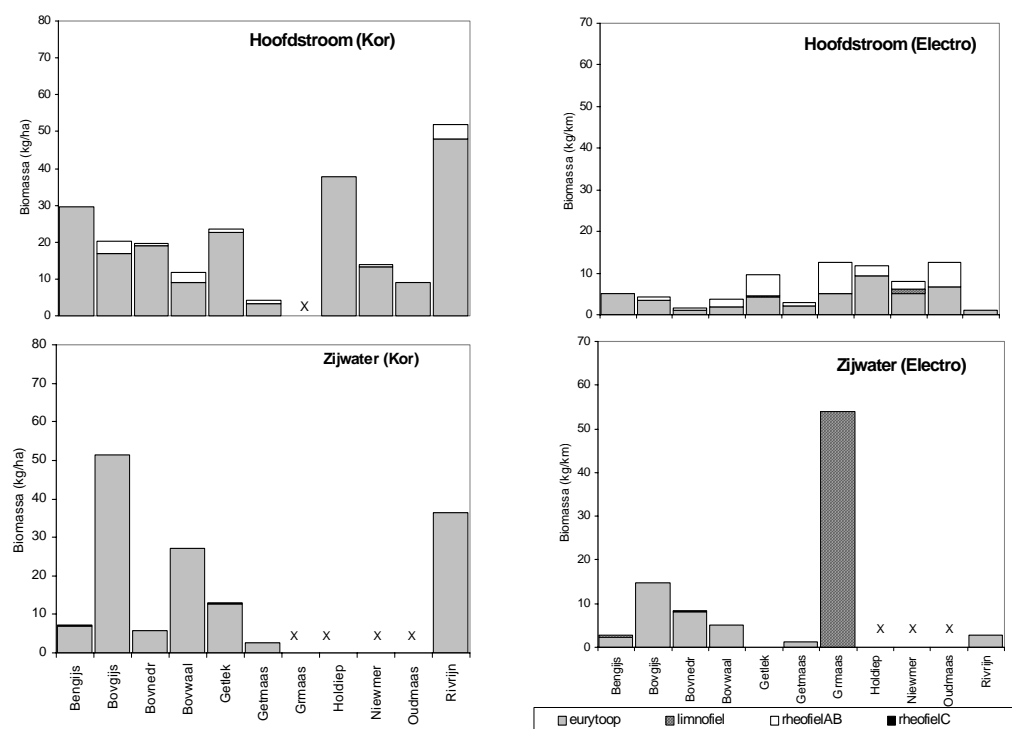 Hoofdstroom (Kor)
Biomassa (kg/ha)
80
70
60
50
40
30
20
10
0
X
Hoofdstroom (Electro)
Biomassa (kg/km)
70
60
50
40
30
20
10
0
Zijwater (Kor)
Biomassa (kg/ha)
80
70
60
50
40
30
20
10
0
X X X X
Bengijs
Bovgijs
Bovnedr
Bovwaal
Getlek
Getmaas
Grmaas
Holdiep
Niewmer
Oudmaas
Rivrijn
Zijwater (Electro)
Biomassa (kg/km)
70
60
50
40
30
20
10
0
X X X
Bengijs
Bovgijs
Bovnedr
Bovwaal
Getlek
Getmaas
Grmaas
Holdiep
Niewmer
Oudmaas
Rivrijn
eurytoop limnofiel rheofielAB rheofielC